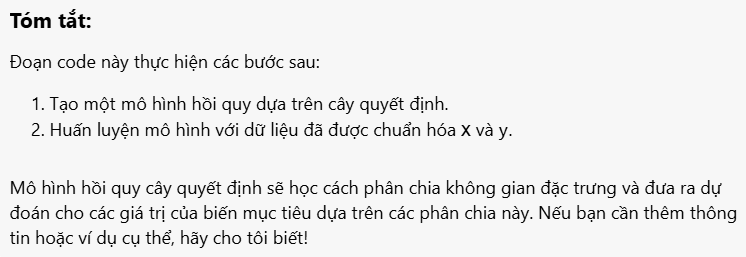 Tóm tắt:
Đoạn code này thực hiện các bước sau:
1. Tạo một mô hình hồi quy dựa trên cây quyết định.
2. Huấn luyện mô hình với dữ liệu đã được chuẩn hóa X và y.
Mô hình hồi quy cây quyết định sẽ học cách phân chia không gian đặc trưng và đưa ra dự
đoán cho các giá trị của biến mục tiêu dựa trên các phân chia này. Nếu bạn cần thêm thông
tin hoặc ví dụ cụ thể, hãy cho tôi biết!